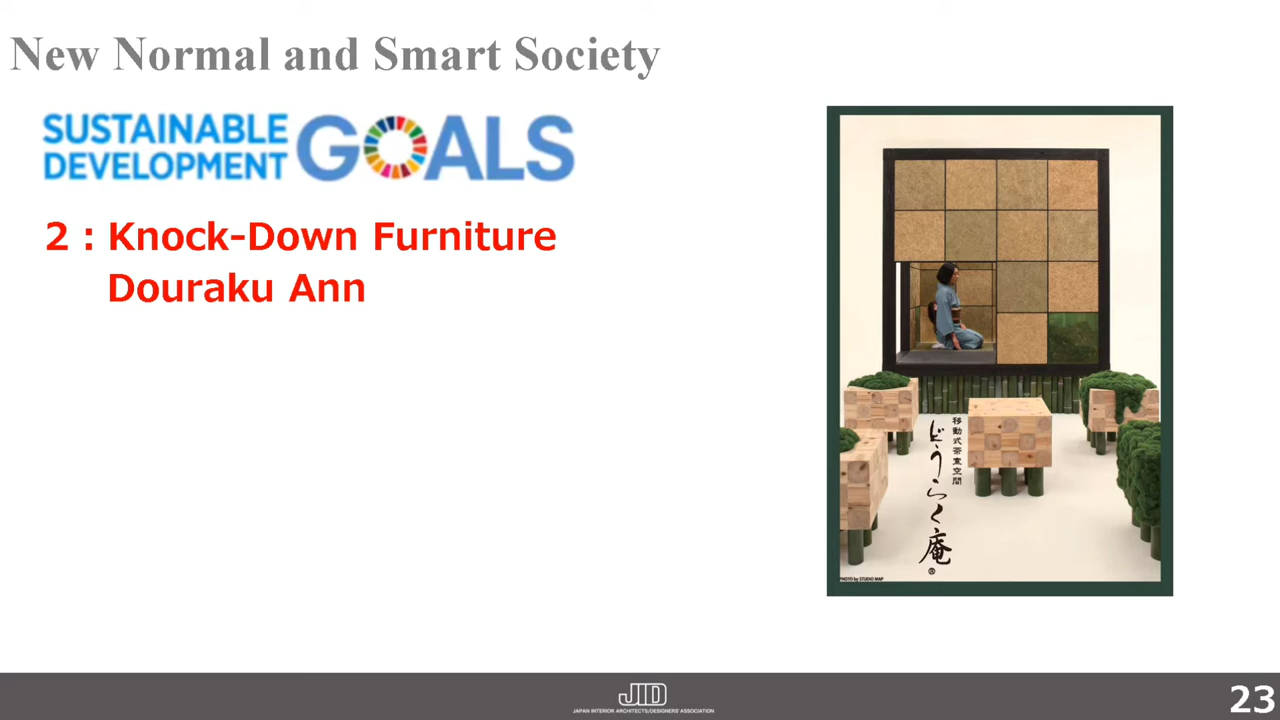 New Normal and Smart Society
SUSTAINABLE
DEVELOPMENT
GOALS
2 : Knock-Down Furniture
Douraku Ann
移動式茶室空間
どうらく庵
®
PHOTO by STUDIO MAP
JID
JAPAN INTERIOR ARCHITECTS/DESIGNERS' ASSOCIATION
23